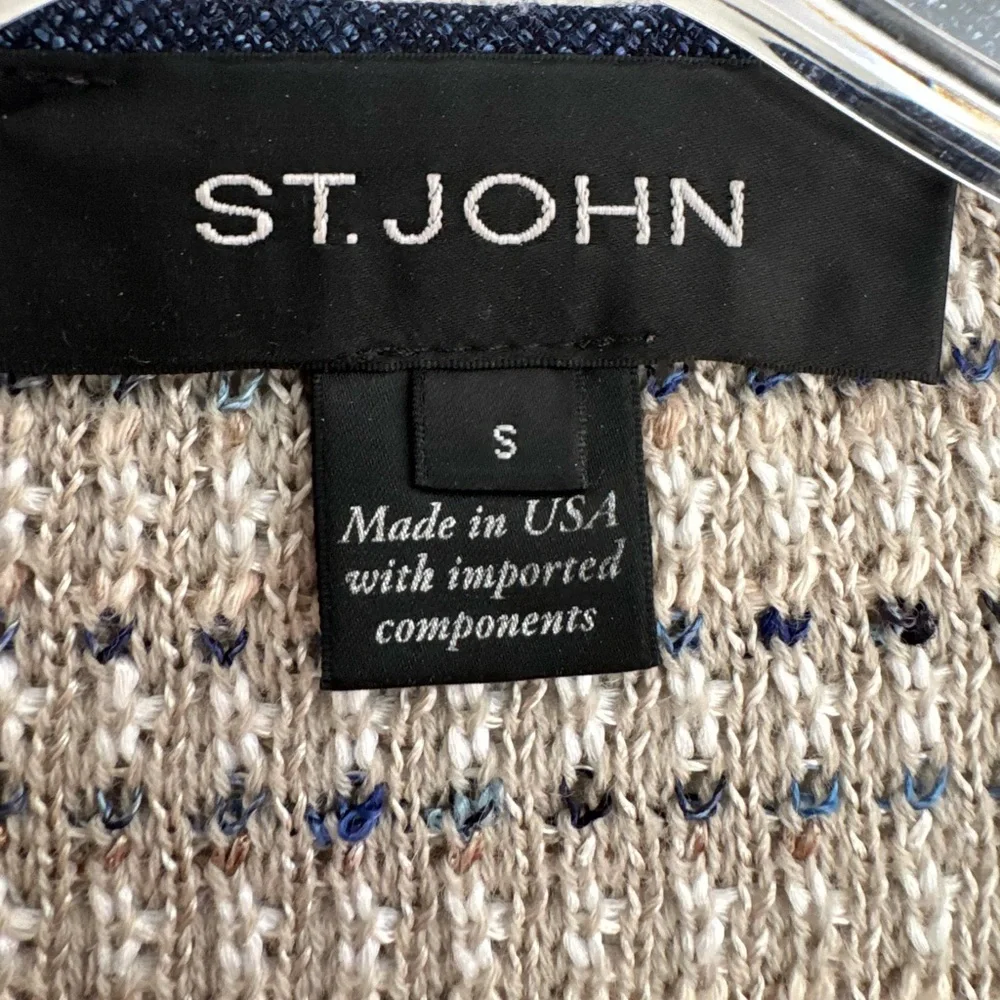 ST. JOHN
S
Made in USA
with imported
components